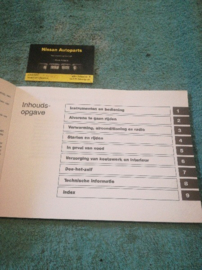 Binser Autoparts
Inhouds-
opgave
Instrumenten en bediening 1
Alvorens te gaan rijden 2
Verwarming, airconditioning en radio 3
Starten en rijden 4
In geval van nood 5
Verzorging van koetswerk en interieur 6
Doe-het-zelf 7
Technische informatie 8
Index 9